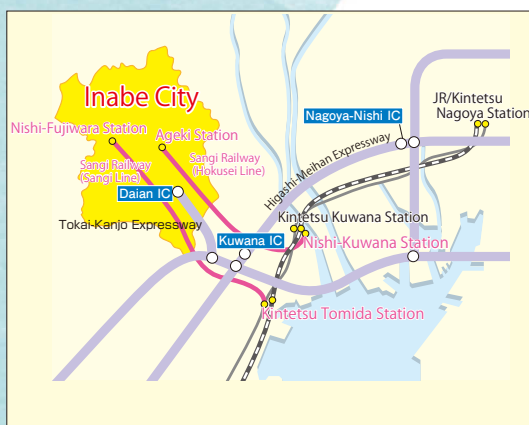 Inabe City
Nishi-Fujiwara Station
Ageki Station
Sangi Railway
(Sangi Line)
Sangi Railway
(Hokusei Line)
Daian IC
Tokai-Kanjo Expressway
Kuwana IC
Higashi-Meihan Expressway
Nagoya-Nishi IC
JR/Kintetsu
Nagoya Station
Kintetsu Kuwana Station
Nishi-Kuwana Station
Kintetsu Tomida Station